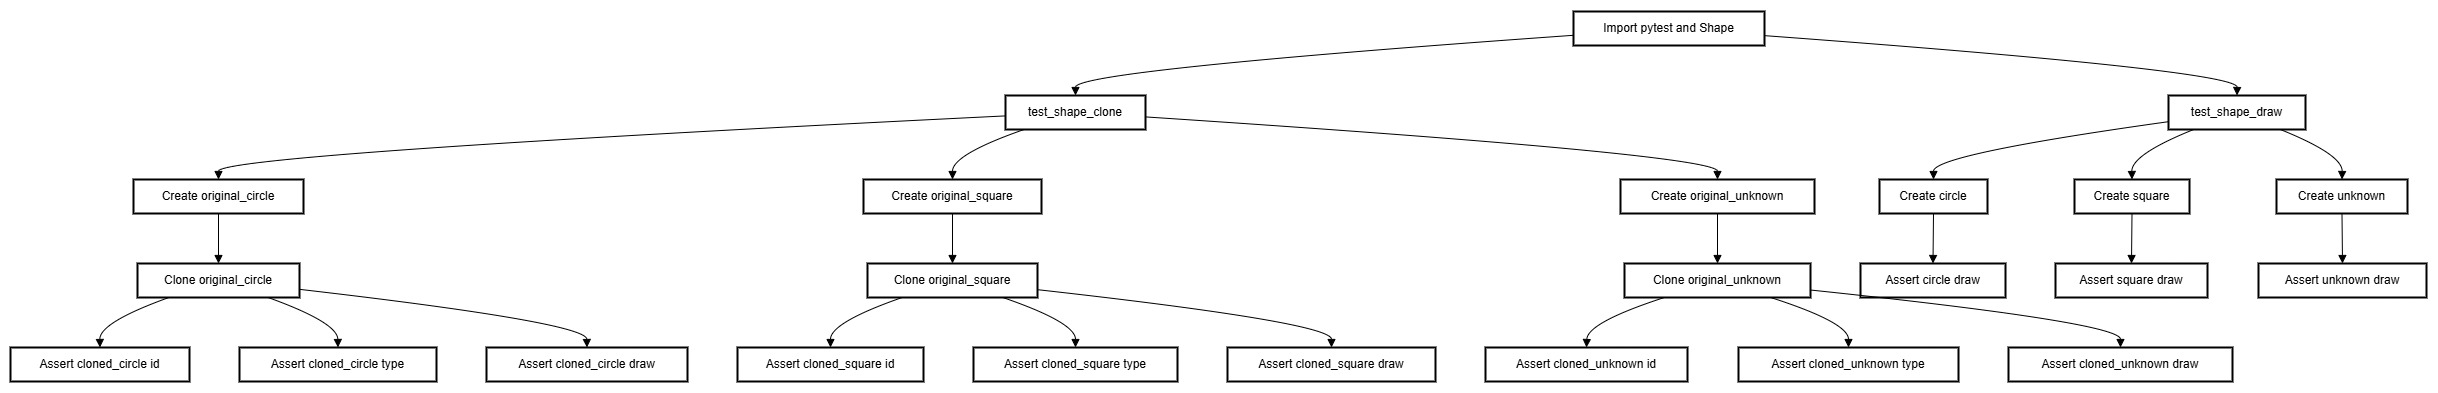 Import pytest and Shape
test_shape_clone
test_shape_draw
Create original_circle
Create original_square
Create original_unknown
Create circle
Create square
Create unknown
Clone original_circle
Clone original_square
Clone original_unknown
Assert circle draw
Assert square draw
Assert unknown draw
Assert cloned_circle id
Assert cloned_circle type
Assert cloned_circle draw
Assert cloned_square id
Assert cloned_square type
Assert cloned_square draw
Assert cloned_unknown id
Assert cloned_unknown type
Assert cloned_unknown draw